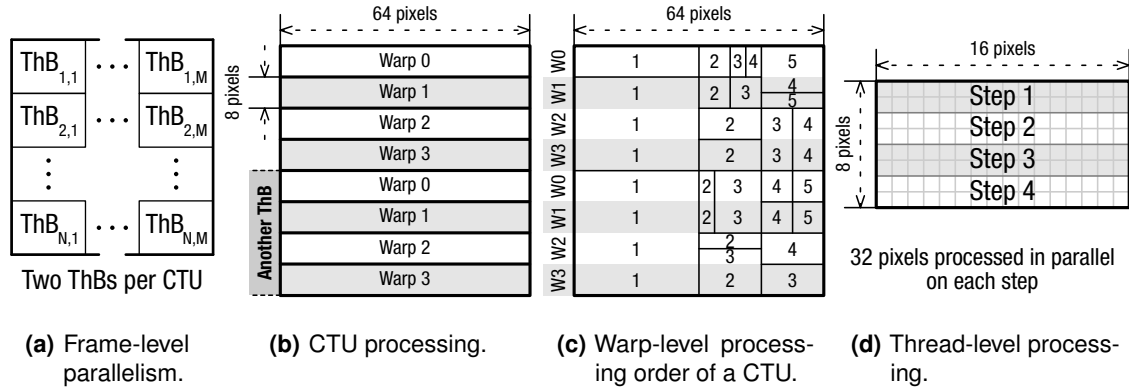 ThB1,1 ... ThB1,M
ThB2,1 ThB2,M
ThBN,1 ... ThBN,M
Two ThBs per CTU
64 pixels
8 pixels
Another ThB
Warp 0
Warp 1
Warp 2
Warp 3
Warp 0
Warp 1
Warp 2
Warp 3
64 pixels
W0 1 2 3 4 5
W1 1 2 3 4 5
W2 1 2 3 4
W3 1 2 3 4
W0 1 2 3 4 5
W1 1 2 3 4 5
W2 1 2 3 4
W3 1 2 3
16 pixels
8 pixels
Step 1
Step 2
Step 3
Step 4
32 pixels processed in parallel
on each step
(a) Frame-level
parallelism.
(b) CTU processing.
(c) Warp-level process-
ing order of a CTU.
(d) Thread-level process-
ing.